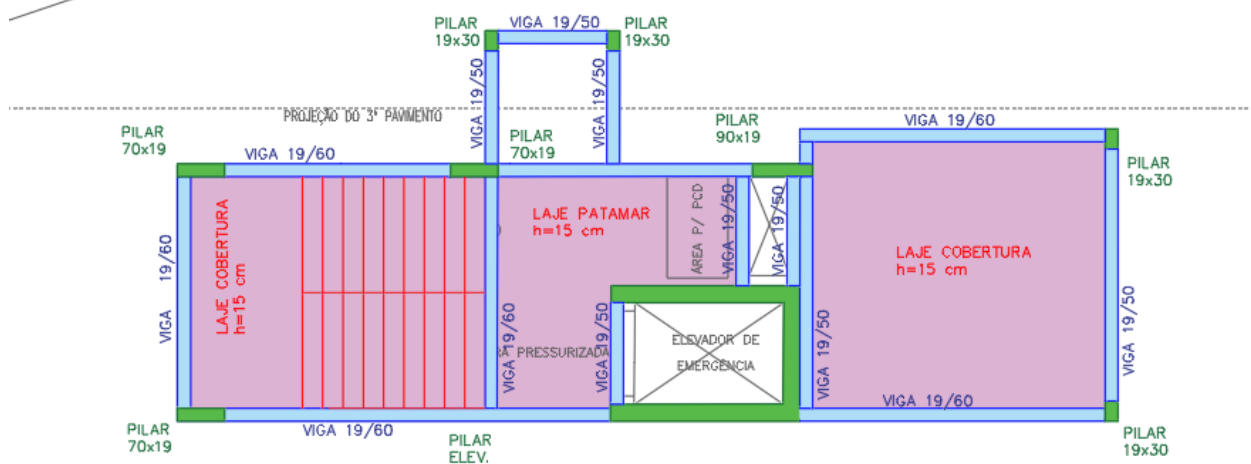 PILAR
19x30
VIGA 19/50
PILAR
19x30
VIGA 19/50
VIGA 19/50
PROJEÇÃO DO 3º PAVIMENTO
PILAR
70x19
VIGA 19/60
PILAR
70x19
PILAR
90x19
VIGA 19/60
PILAR
19x30
VIGA 19/60
LAJE COBERTURA
h=15 cm
LAJE PATAMAR
h=15 cm
ÁREA P/ PCD
VIGA 19/50
VIGA 19/50
LAJE COBERTURA
h=15 cm
VIGA 19/60
PRESSURIZADA
VIGA 19/50
ELEVADOR DE
EMERGÊNCIA
VIGA 19/50
VIGA 19/50
PILAR
70x19
VIGA 19/60
PILAR
ELEV.
VIGA 19/60
PILAR
19x30